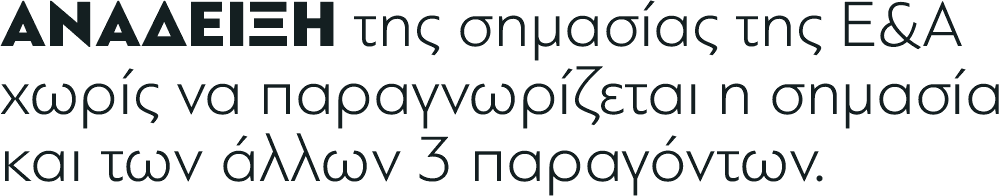 ΑΝΑΔΕΙΞΗ της σημασίας της Ε&Α
χωρίς να παραγνωρίζεται η σημασία
και των άλλων 3 παραγόντων.